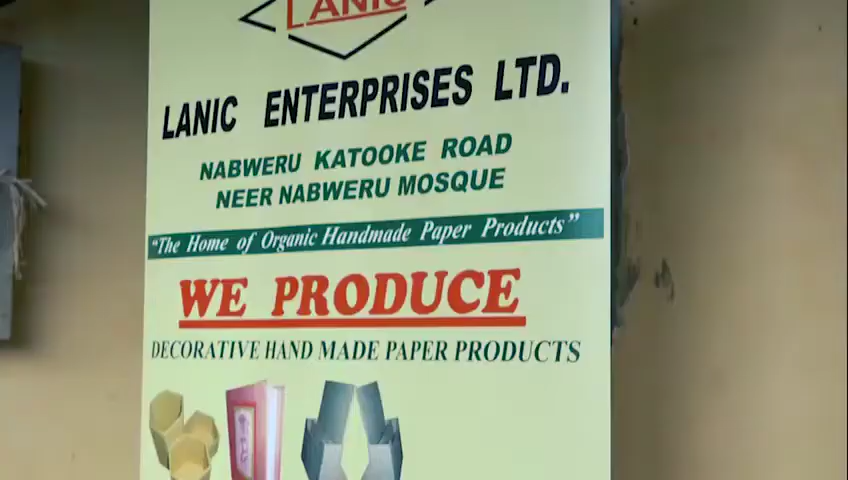 LANIC
LANIC ENTERPRISES LTD.
NABWERU KATOOKE ROAD
NEER NABWERU MOSQUE
"The Home of Organic Handmade Paper Products"
WE PRODUCE
DECORATIVE HAND MADE PAPER PRODUCTS